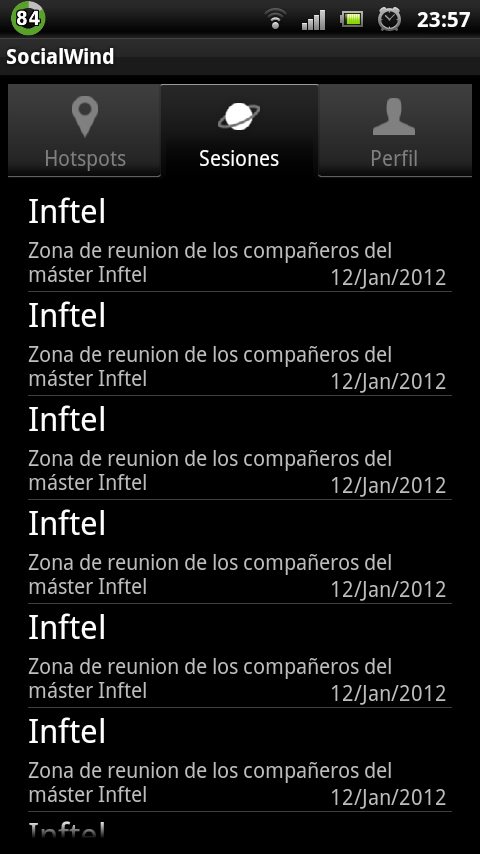 84 23:57
SocialWind
Hotspots Sesiones Perfil
Inftel
Zona de reunion de los compañeros del
máster Inftel 12/Jan/2012
Inftel
Zona de reunion de los compañeros del
máster Inftel 12/Jan/2012
Inftel
Zona de reunion de los compañeros del
máster Inftel 12/Jan/2012
Inftel
Zona de reunion de los compañeros del
máster Inftel 12/Jan/2012
Inftel
Zona de reunion de los compañeros del
máster Inftel 12/Jan/2012
Inftel
Zona de reunion de los compañeros del
máster Inftel 12/Jan/2012
Inftel